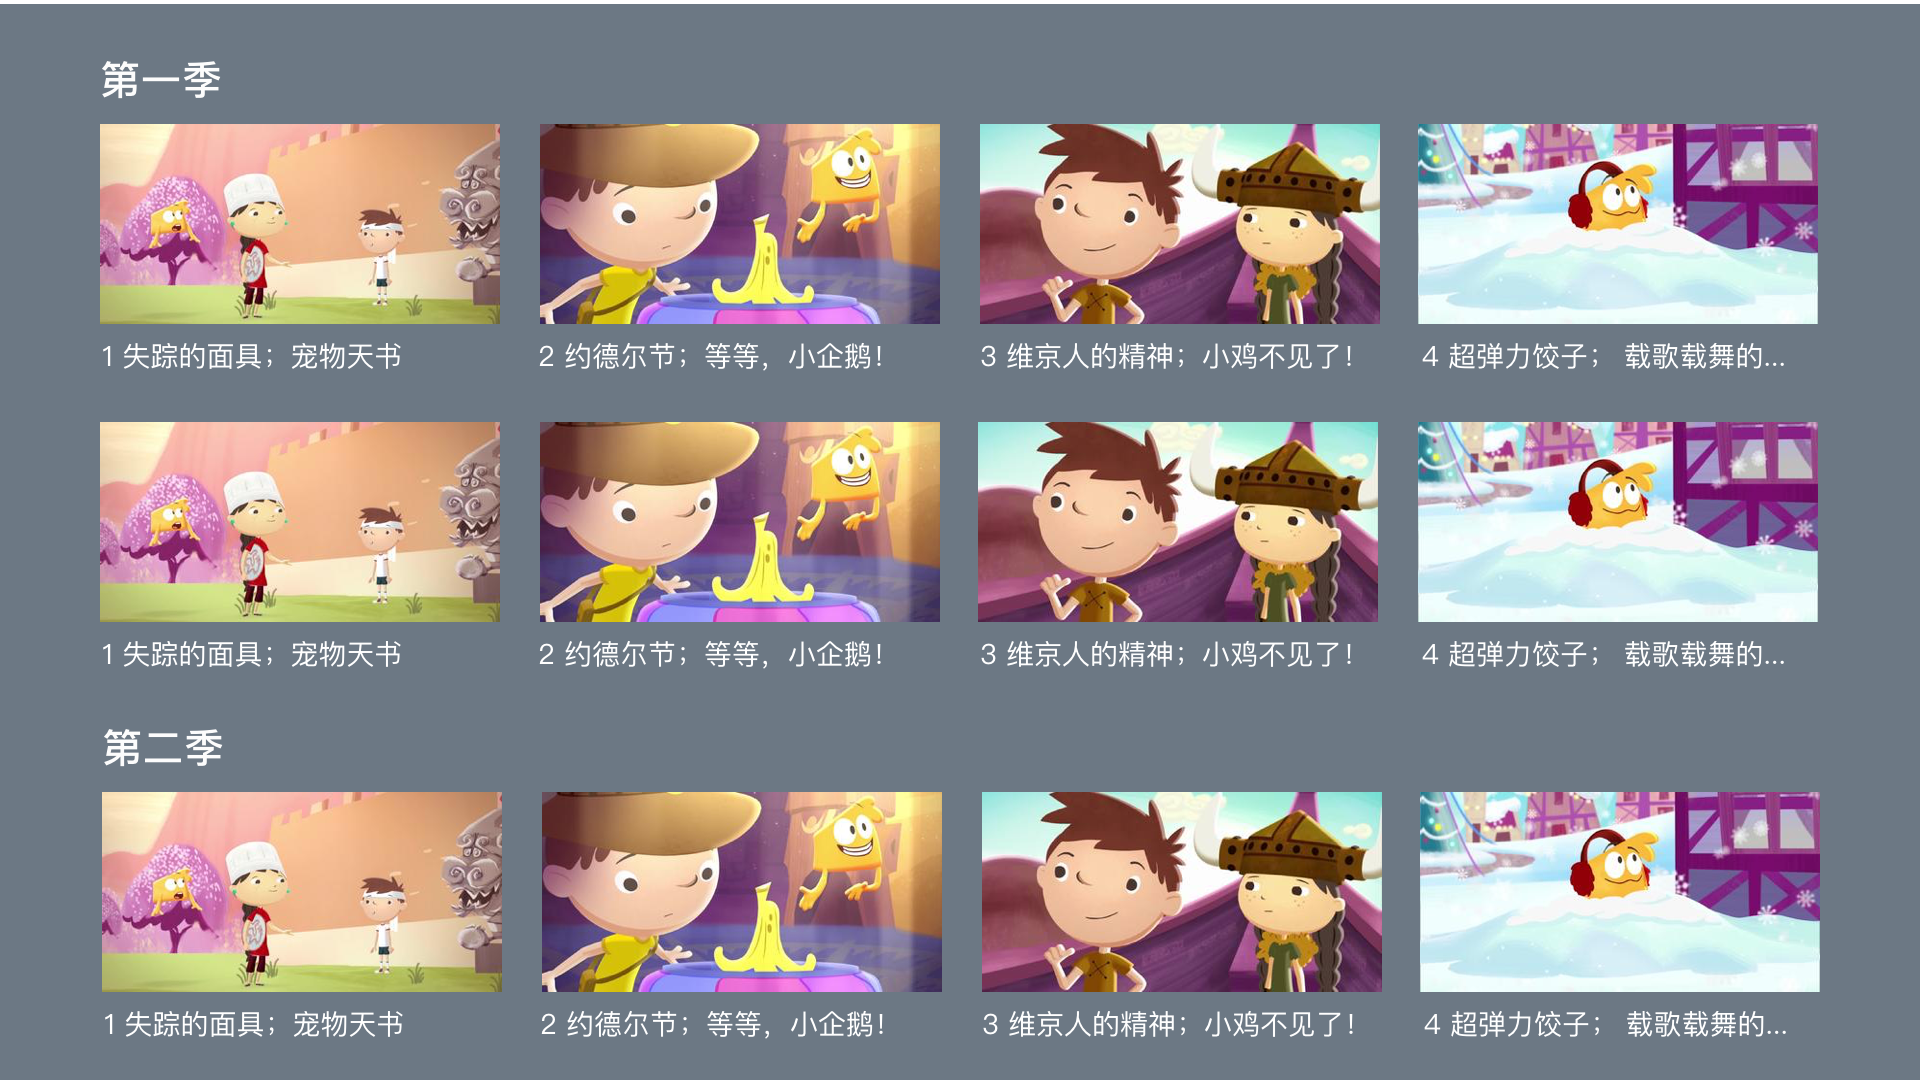 第一季
1 失踪的面具；宠物天书
2 约德尔节；等等，小企鹅！
3 维京人的精神；小鸡不见了！
4 超弹力饺子； 载歌载舞的...
1 失踪的面具；宠物天书
2 约德尔节；等等，小企鹅！
3 维京人的精神；小鸡不见了！
4 超弹力饺子； 载歌载舞的...
第二季
1 失踪的面具；宠物天书
2 约德尔节；等等，小企鹅！
3 维京人的精神；小鸡不见了！
4 超弹力饺子； 载歌载舞的...